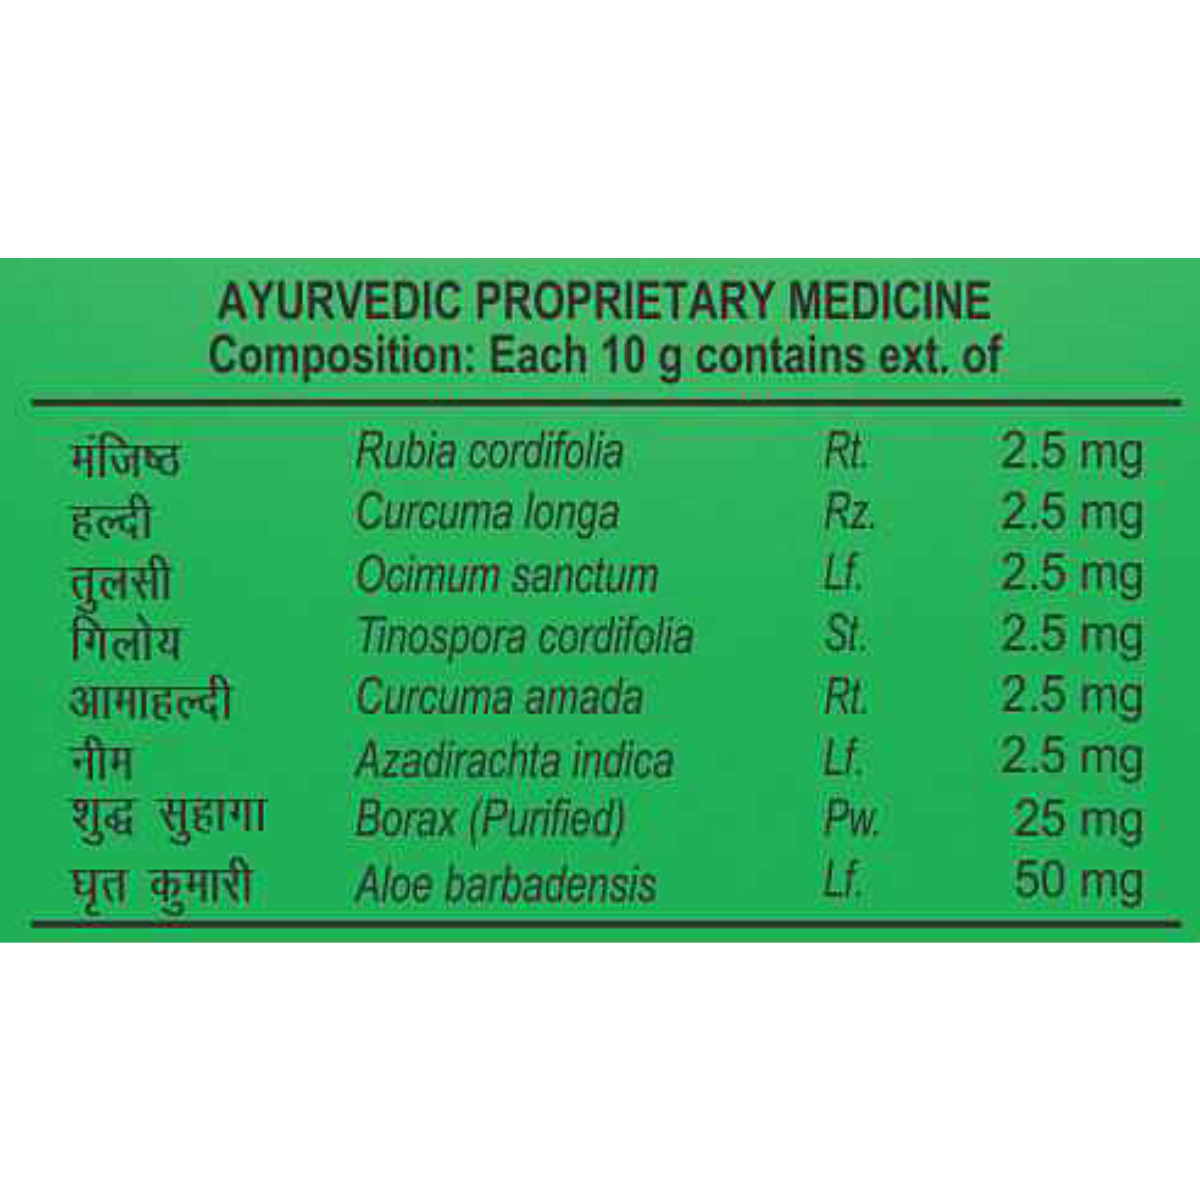 AYURVEDIC PROPRIETARY MEDICINE
Composition: Each 10 g contains ext. of
मंजिष्ठ Rubia cordifolia Rt. 2.5 mg
हल्दी Curcuma longa Rz. 2.5 mg
तुलसी Ocimum sanctum Lf. 2.5 mg
गिलोय Tinospora cordifolia St. 2.5 mg
आमाहल्दी Curcuma amada Rt. 2.5 mg
नीम Azadirachta indica Lf. 2.5 mg
शुद्ध सुहागा Borax (Purified) Pw. 25 mg
घृत कुमारी Aloe barbadensis Lf. 50 mg